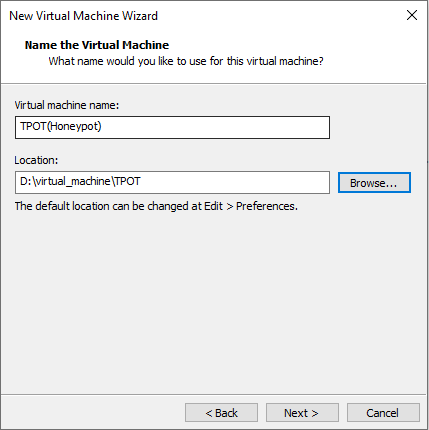 New Virtual Machine Wizard
Name the Virtual Machine
What name would you like to use for this virtual machine?
Virtual machine name:
TPOT(Honeypot)
Location:
D:\virtual_machine\TPOT
Browse...
The default location can be changed at Edit > Preferences.
< Back
Next >
Cancel